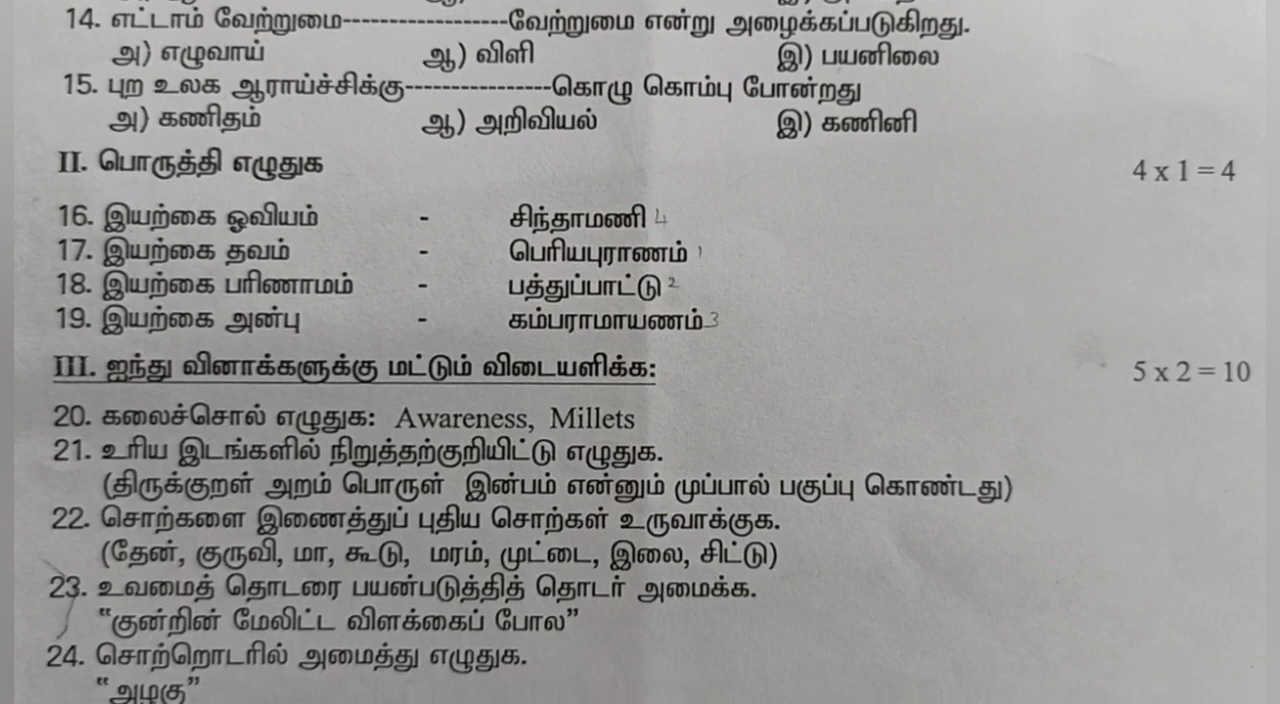 14. எட்டாம் வேற்றுமை------------------வேற்றுமை என்று அழைக்கப்படுகிறது.
அ) எழுவாய் ஆ) விளி இ) பயனிலை
15. புற உலக ஆராய்ச்சிக்கு----------------கொழு கொம்பு போன்றது
அ) கணிதம் ஆ) அறிவியல் இ) கணினி
II. பொருத்தி எழுதுக 4 x 1 = 4
16. இயற்கை ஓவியம் - சிந்தாமணி 4
17. இயற்கை தவம் - பெரியபுராணம் 1
18. இயற்கை பரிணாமம் - பத்துப்பாட்டு 2
19. இயற்கை அன்பு - கம்பராமாயணம் 3
III. ஐந்து வினாக்களுக்கு மட்டும் விடையளிக்க: 5 x 2 = 10
20. கலைச்சொல் எழுதுக: Awareness, Millets
21. உரிய இடங்களில் நிறுத்தற்குறியிட்டு எழுதுக.
(திருக்குறள் அறம் பொருள் இன்பம் என்னும் முப்பால் பகுப்பு கொண்டது)
22. சொற்களை இணைத்துப் புதிய சொற்கள் உருவாக்குக.
(தேன், குருவி, மா, கூடு, மரம், முட்டை, இலை, சிட்டு)
23. உவமைத் தொடரை பயன்படுத்தித் தொடர் அமைக்க.
“குன்றின் மேலிட்ட விளக்கைப் போல”
24. சொற்றொடரில் அமைத்து எழுதுக.
“அழகு”